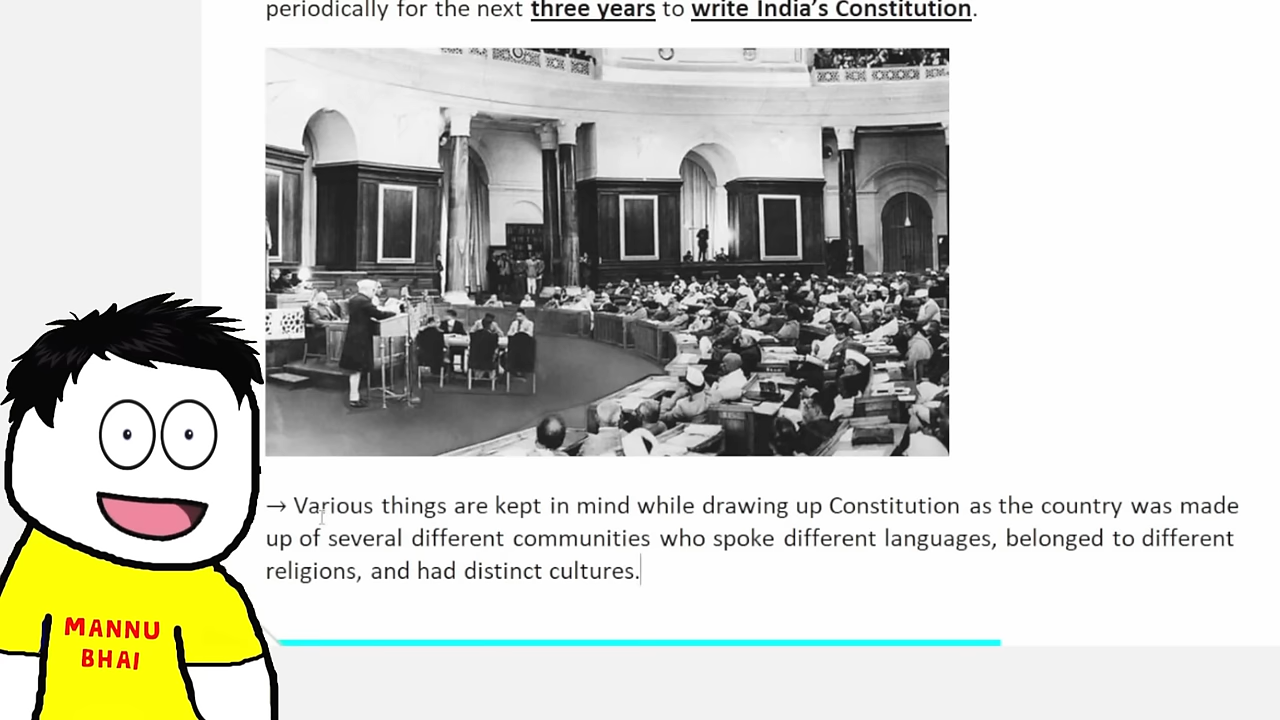 periodically for the next three years to write India’s Constitution.
→ Various things are kept in mind while drawing up Constitution as the country was made
up of several different communities who spoke different languages, belonged to different
religions, and had distinct cultures.
MANNU
BHAI